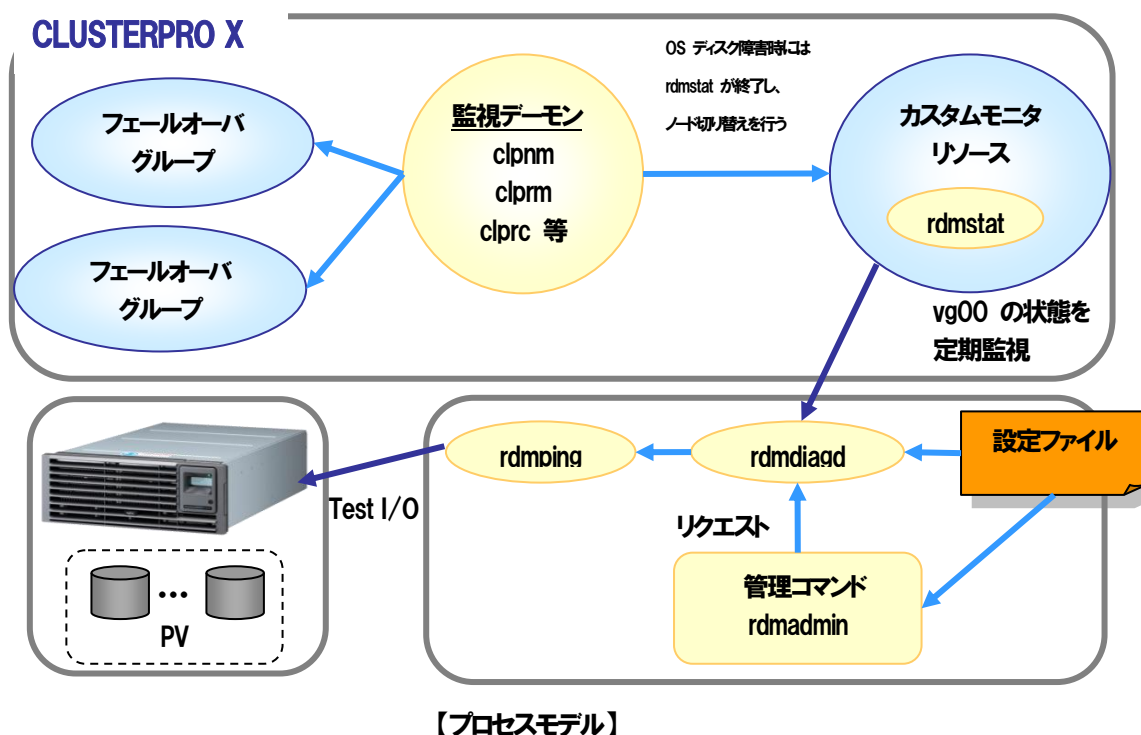 CLUSTERPRO X
OS ディスク障害時には
rdmstat が終了し、
ノード切り替えを行う
フェールオーバ
グループ
監視デーモン
clpnm
clprm
clprc 等
カスタムモニタ
リソース
rdmstat
フェールオーバ
グループ
vg00 の状態を
定期監視
設定ファイル
rdmping
rdmdiagd
Test I/O
リクエスト
管理コマンド
rdmadmin
...
PV
【プロセスモデル】